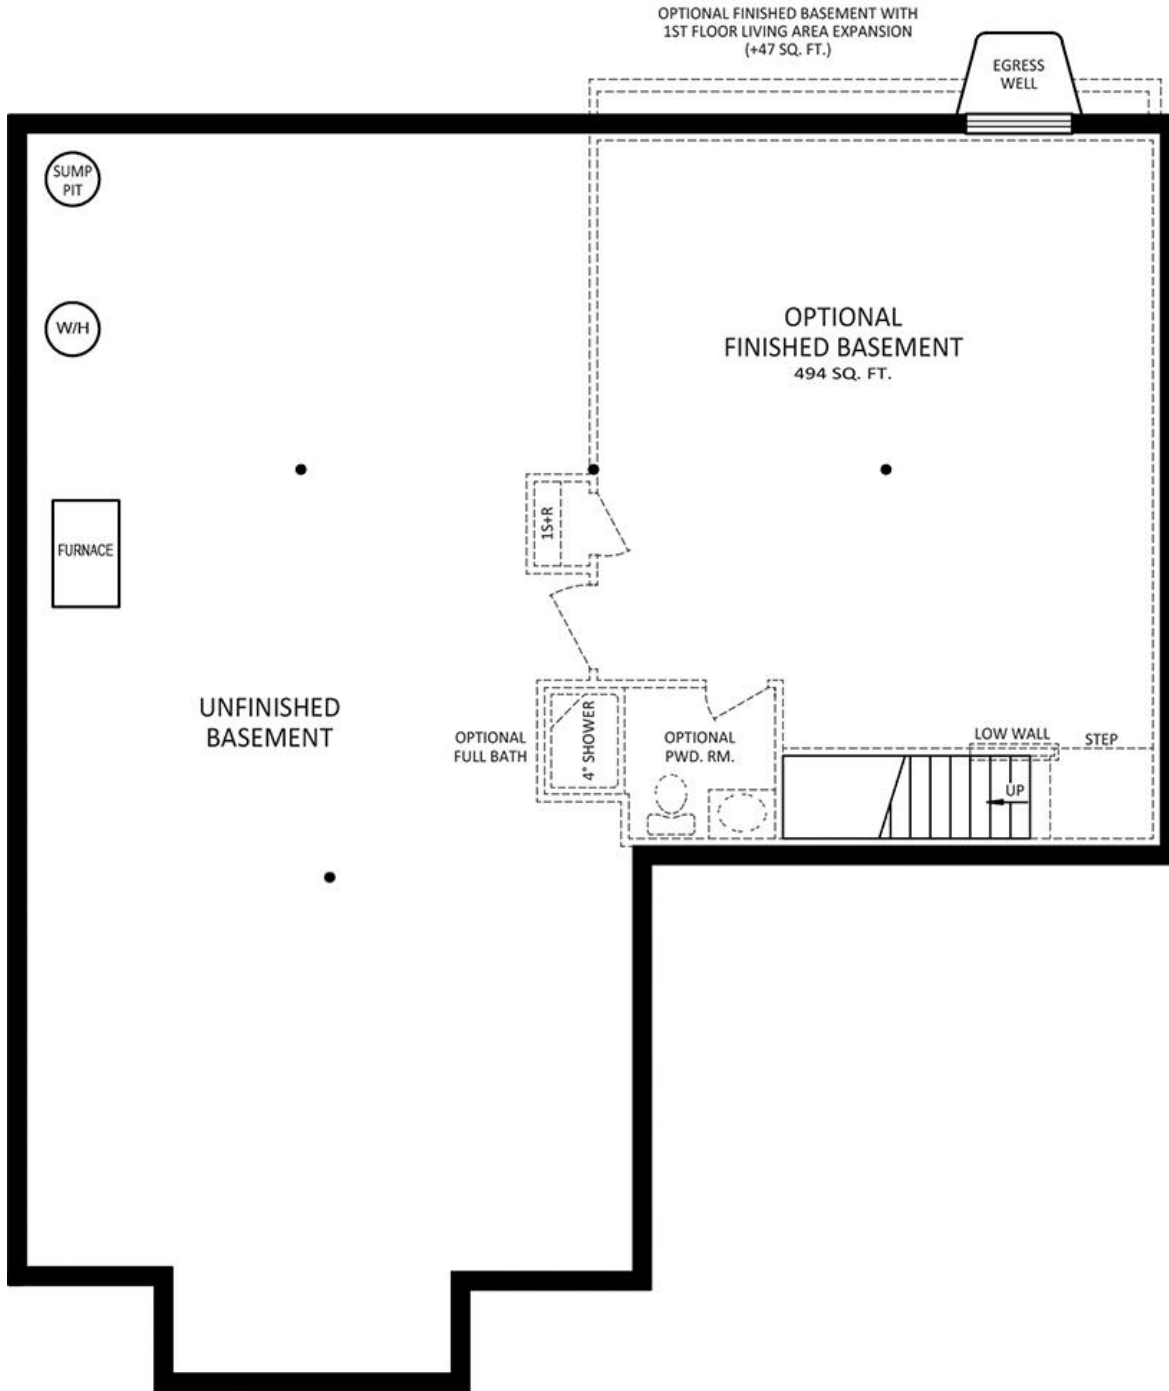 OPTIONAL FINISHED BASEMENT WITH
1ST FLOOR LIVING AREA EXPANSION
(+47 SQ. FT.)
EGRESS
WELL
SUMP
PIT
W/H
OPTIONAL
FINISHED BASEMENT
494 SQ. FT.
1S+R
FURNACE
UNFINISHED
BASEMENT
OPTIONAL
FULL BATH
4° SHOWER
OPTIONAL
PWD. RM.
LOW WALL
STEP
UP